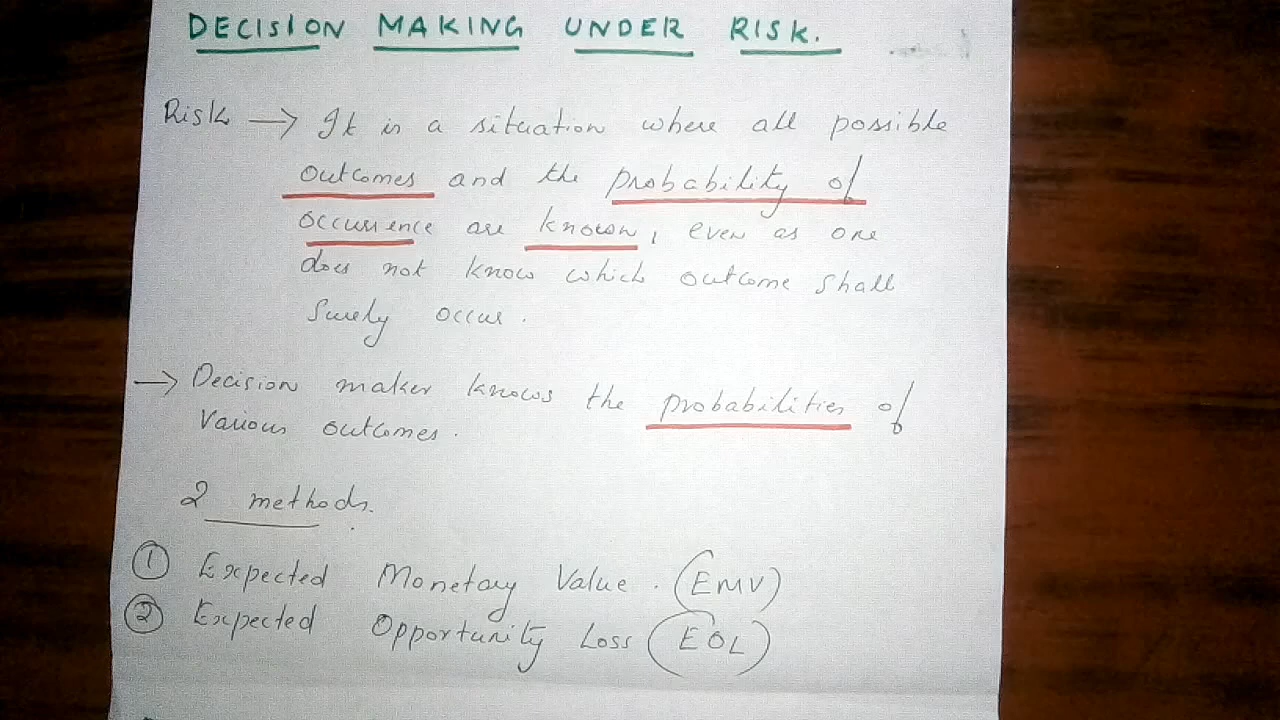 DECISION MAKING UNDER RISK.
Risk → It is a situation where all possible
outcomes and the probability of
occurrence are known, even as one
does not know which outcome shall
surely occur.
→ Decision maker knows the probabilities of
various outcomes.
2 methods.
① Expected Monetary Value. (EMV)
② Expected Opportunity Loss (EOL)